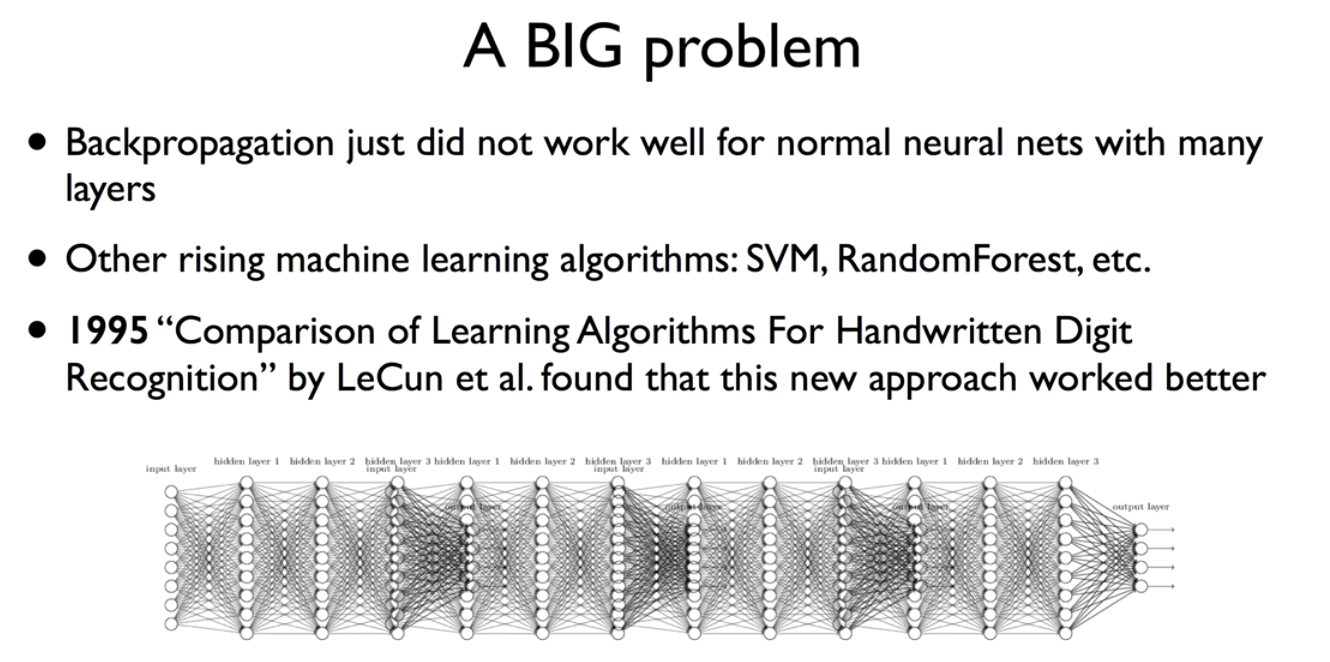 A BIG problem
• Backpropagation just did not work well for normal neural nets with many
layers
• Other rising machine learning algorithms: SVM, RandomForest, etc.
• 1995 “Comparison of Learning Algorithms For Handwritten Digit
Recognition” by LeCun et al. found that this new approach worked better
hidden layer 1 hidden layer 2 hidden layer 3 hidden layer 1 hidden layer 2 hidden layer 3 hidden layer 1 hidden layer 2 hidden layer 3 hidden layer 1 hidden layer 2 hidden layer 3
input layer input layer input layer input layer
output layer output layer output layer output layer